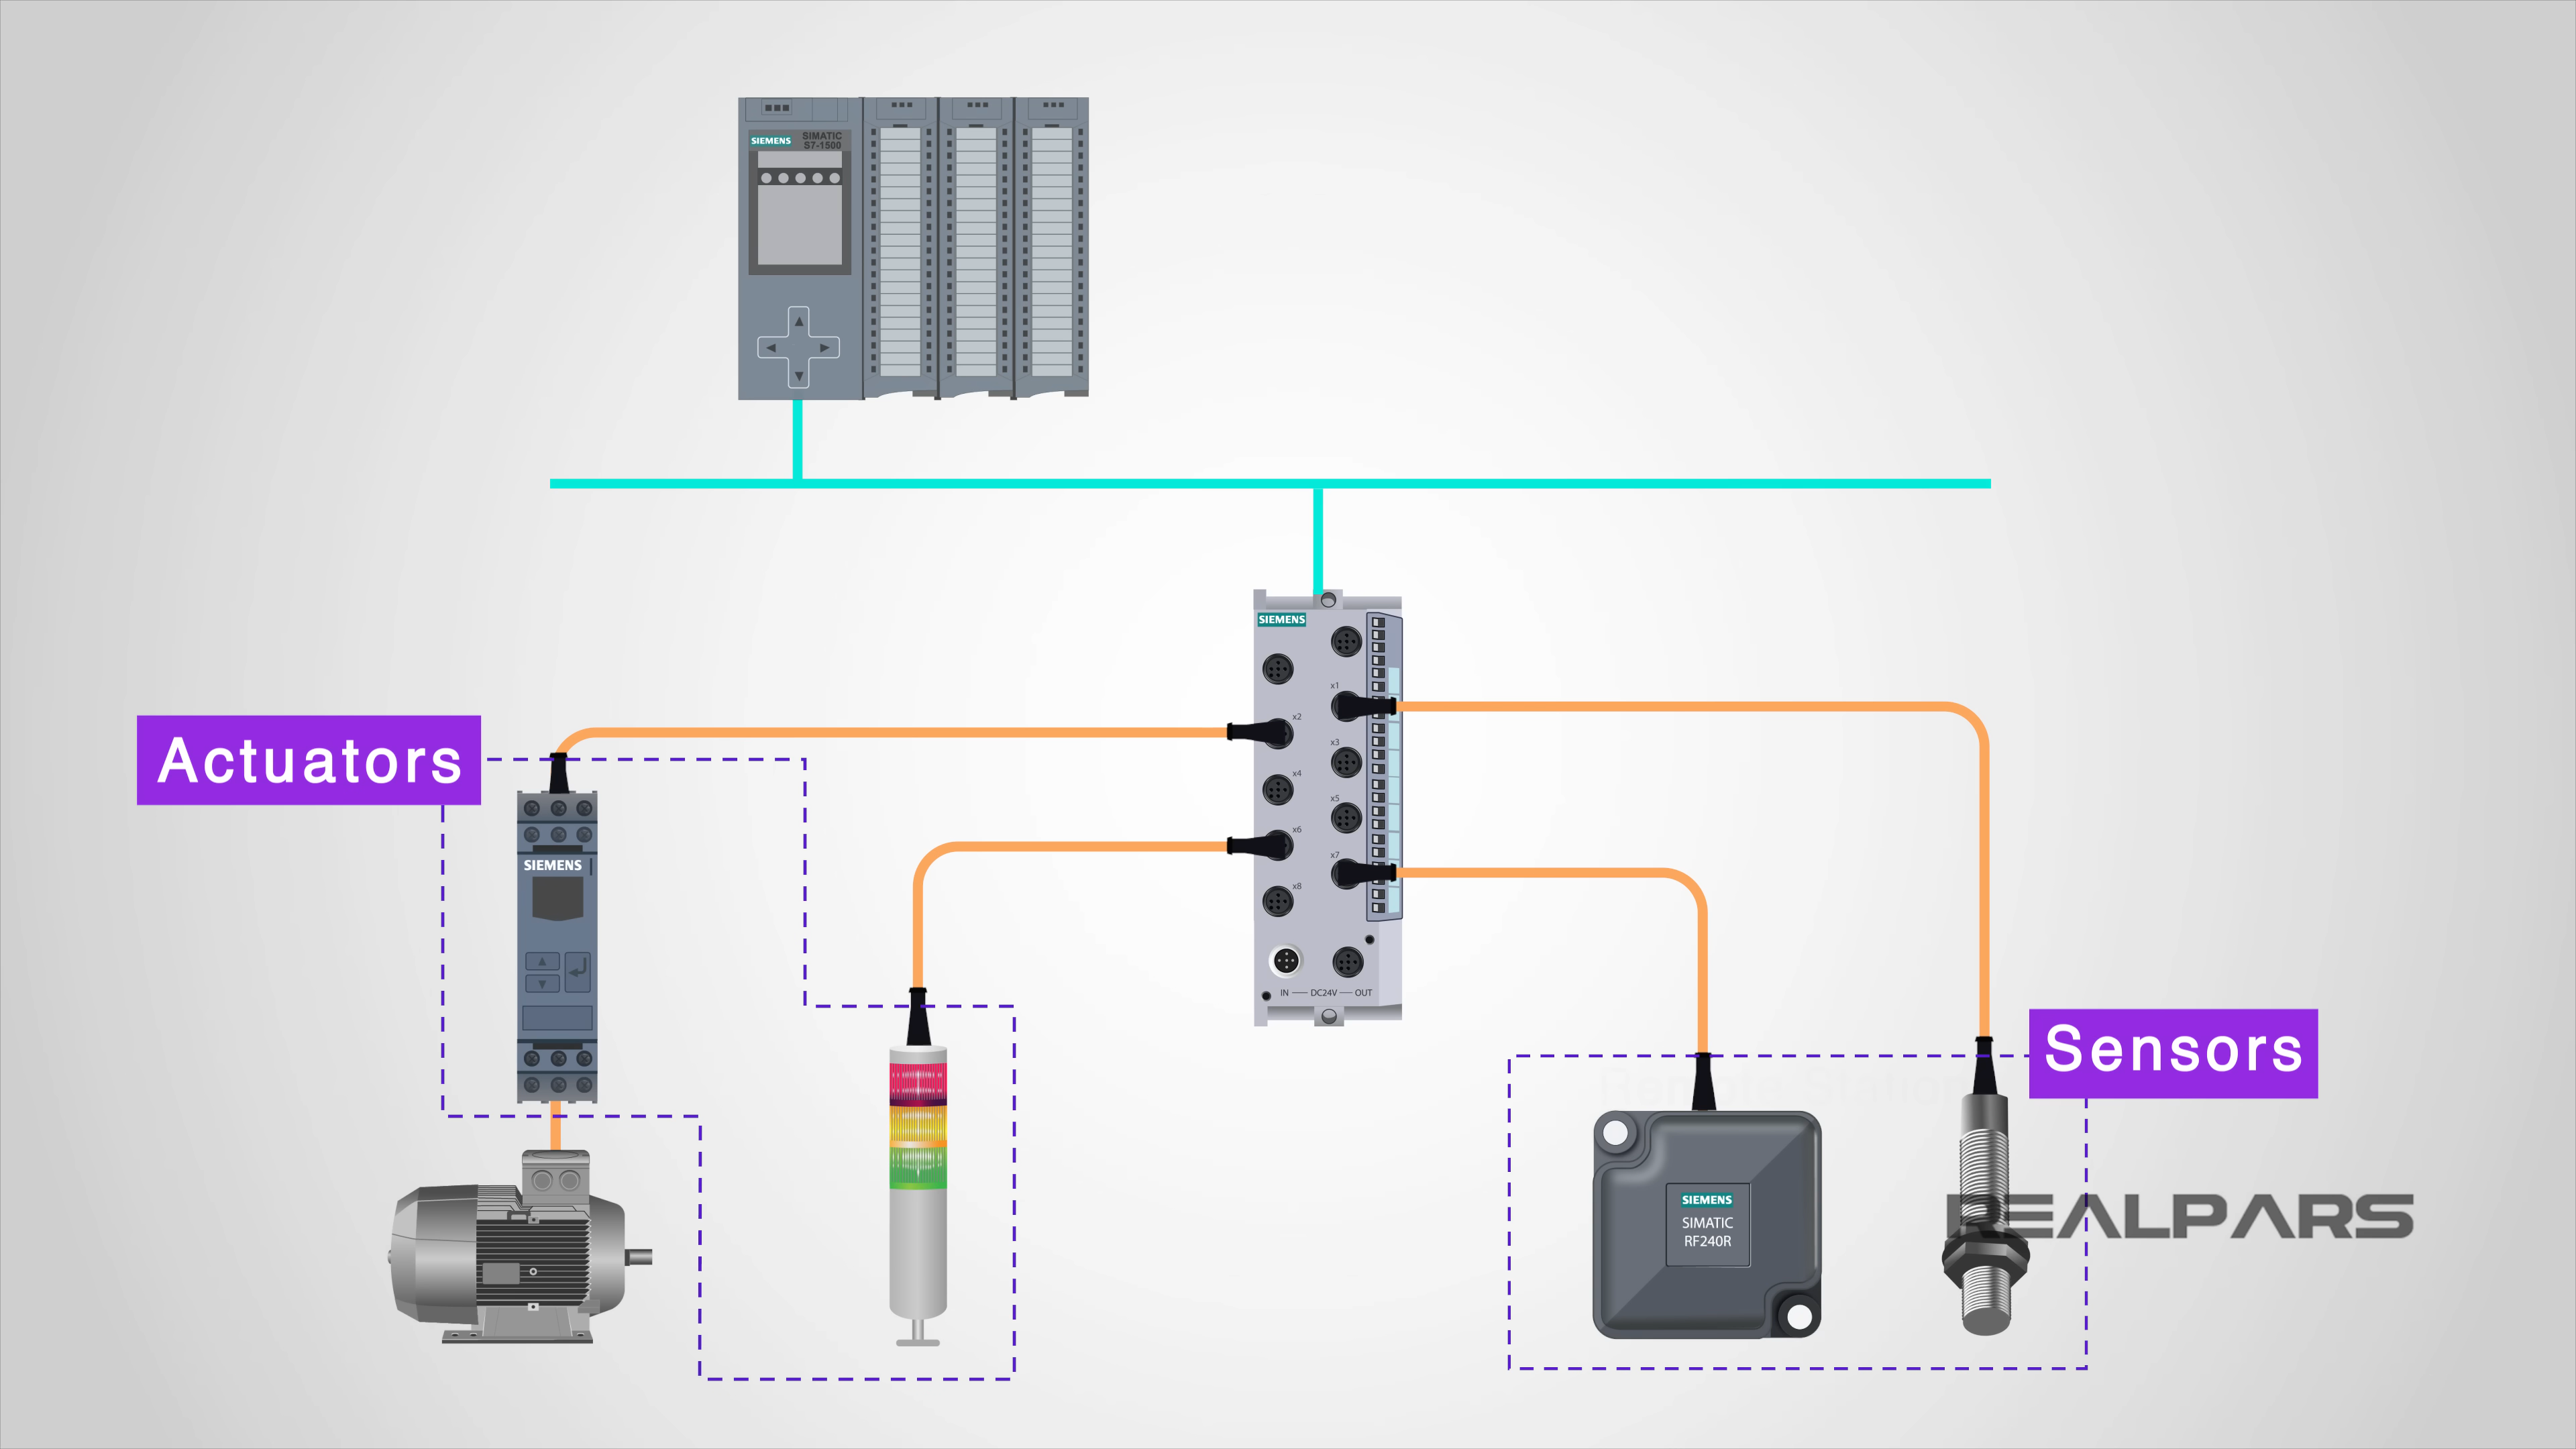 SIEMENS
SIMATIC
S7-1500
SIEMENS
x1
x2
x3
x4
x5
x6
x7
x8
IN — DC24V — OUT
Actuators
SIEMENS
Sensors
SIEMENS
SIMATIC
RF240R
REALPARS